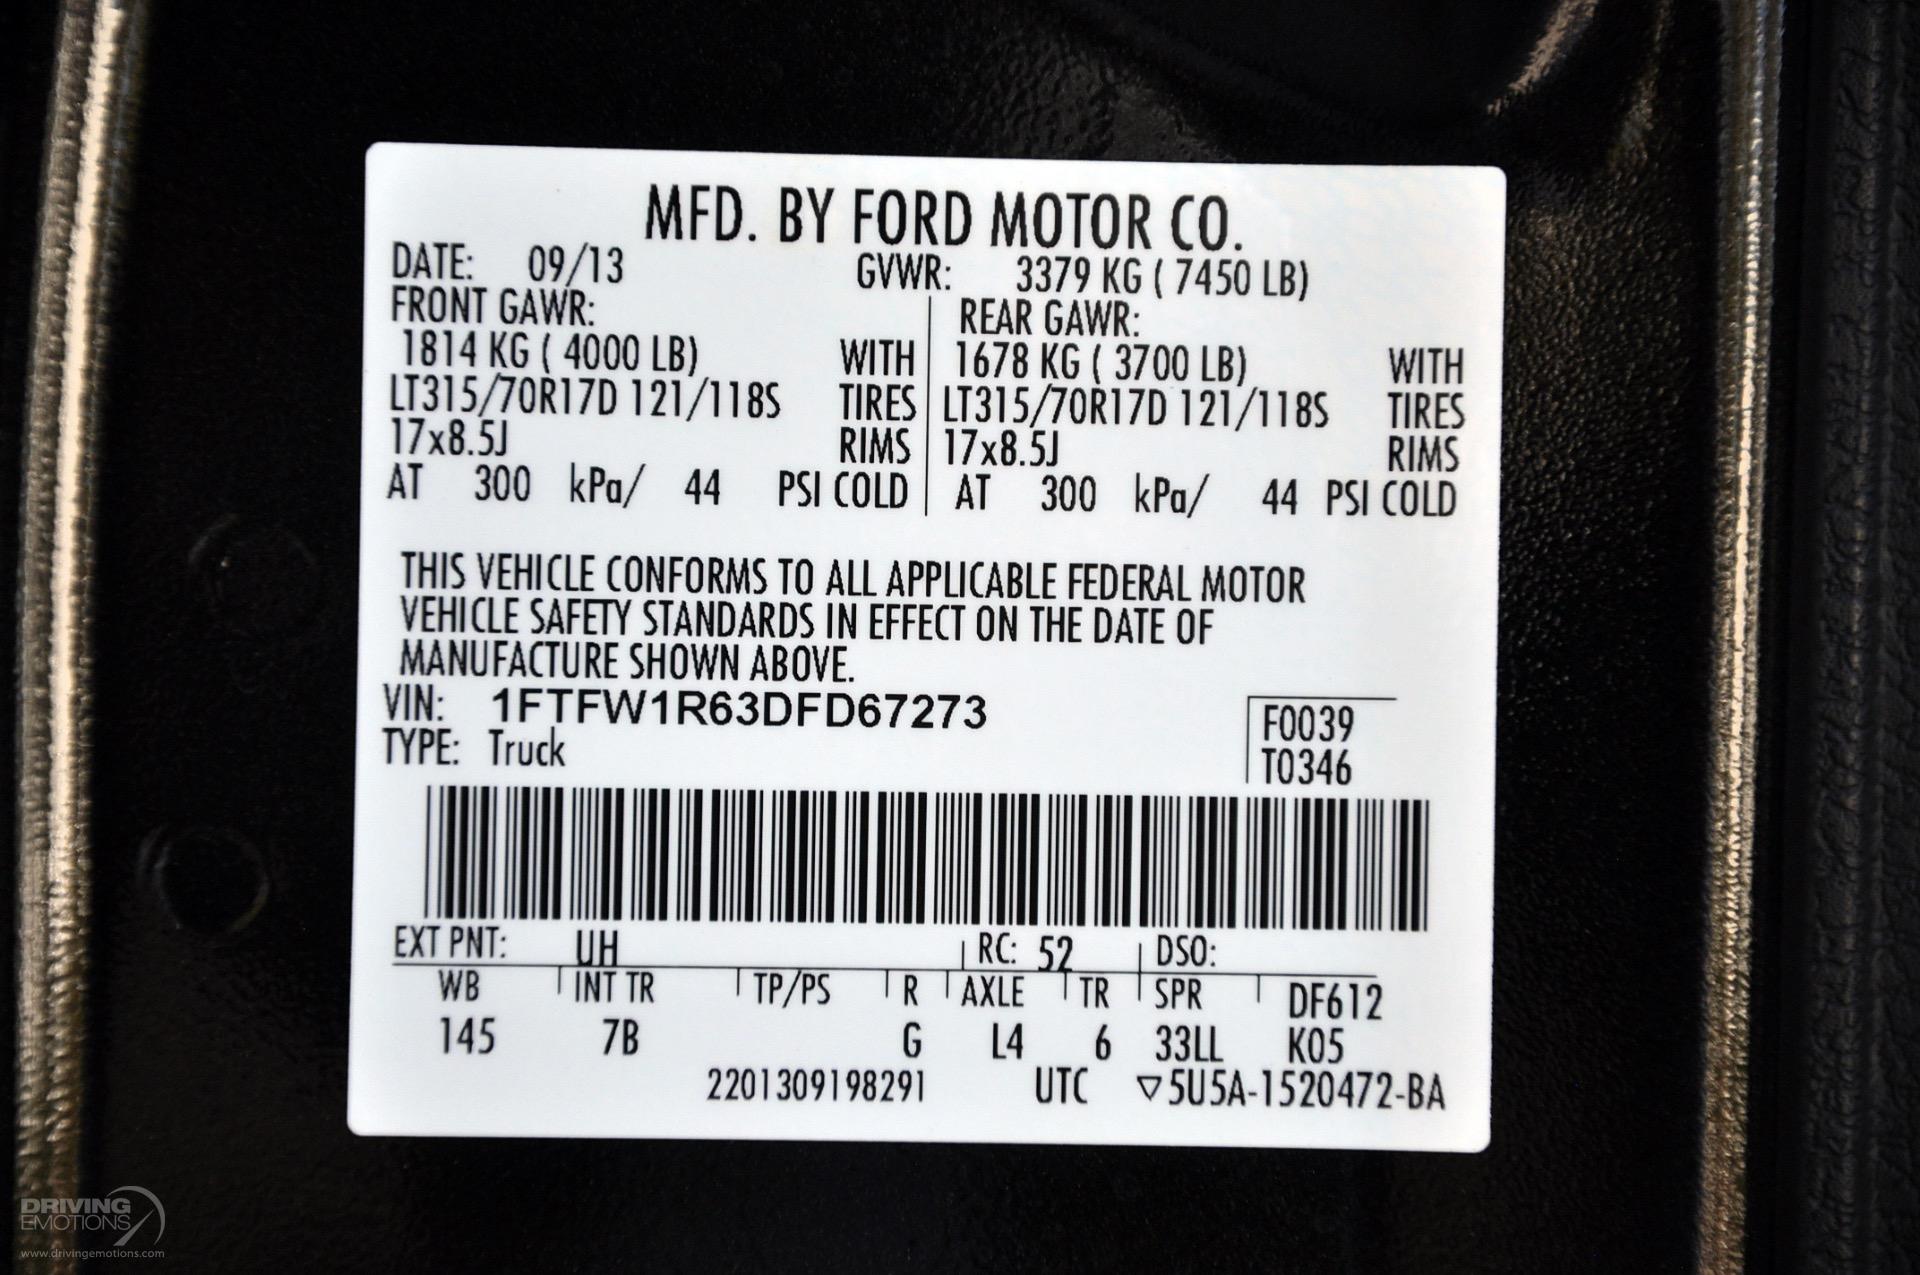 MFD. BY FORD MOTOR CO.
DATE: 09/13 GVWR: 3379 KG ( 7450 LB)
FRONT GAWR: REAR GAWR:
1814 KG ( 4000 LB) WITH 1678 KG ( 3700 LB) WITH
LT315/70R17D 121/118S TIRES LT315/70R17D 121/118S TIRES
17x8.5J RIMS 17x8.5J RIMS
AT 300 kPa/ 44 PSI COLD AT 300 kPa/ 44 PSI COLD
THIS VEHICLE CONFORMS TO ALL APPLICABLE FEDERAL MOTOR
VEHICLE SAFETY STANDARDS IN EFFECT ON THE DATE OF
MANUFACTURE SHOWN ABOVE.
VIN: 1FTFW1R63DFD67273 F0039
TYPE: Truck T0346
EXT PNT: UH RC: 52 DSO:
WB INT TR TP/PS R AXLE TR SPR DF612
145 7B G L4 6 33LL K05
2201309198291 UTC ▽5U5A-1520472-BA
DRIVING
EMOTIONS
www.drivingemotions.com